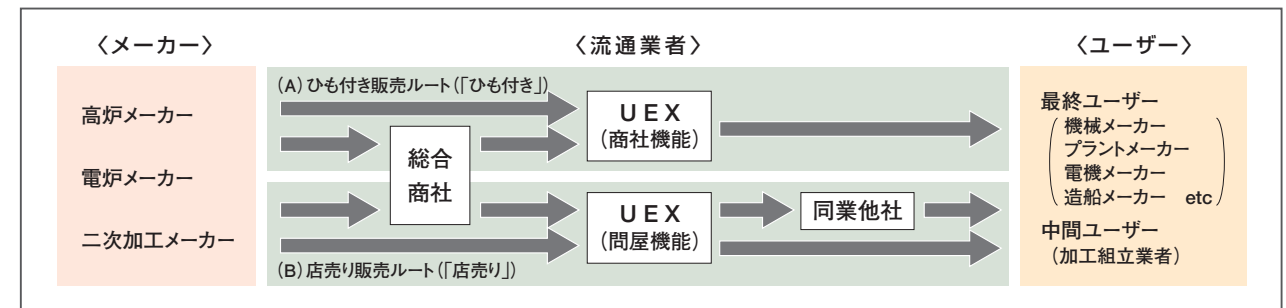 〈メーカー〉
〈流通業者〉
〈ユーザー〉
高炉メーカー
電炉メーカー
二次加工メーカー
(A)ひも付き販売ルート(「ひも付き」)
総合
商社
UEX
(商社機能)
UEX
(問屋機能)
同業他社
(B)店売り販売ルート(「店売り」)
最終ユーザー
機械メーカー
プラントメーカー
電機メーカー
造船メーカー etc
中間ユーザー
(加工組立業者)